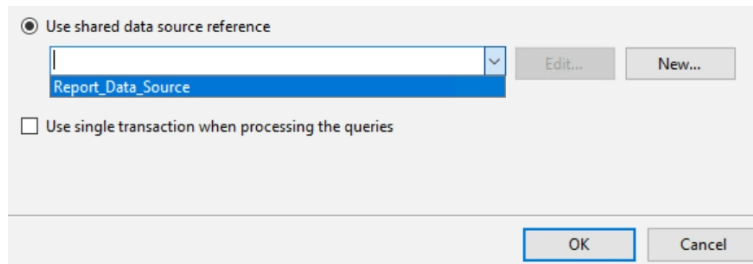 Use shared data source reference
Edit... New...
Report_Data_Source
Use single transaction when processing the queries
OK Cancel